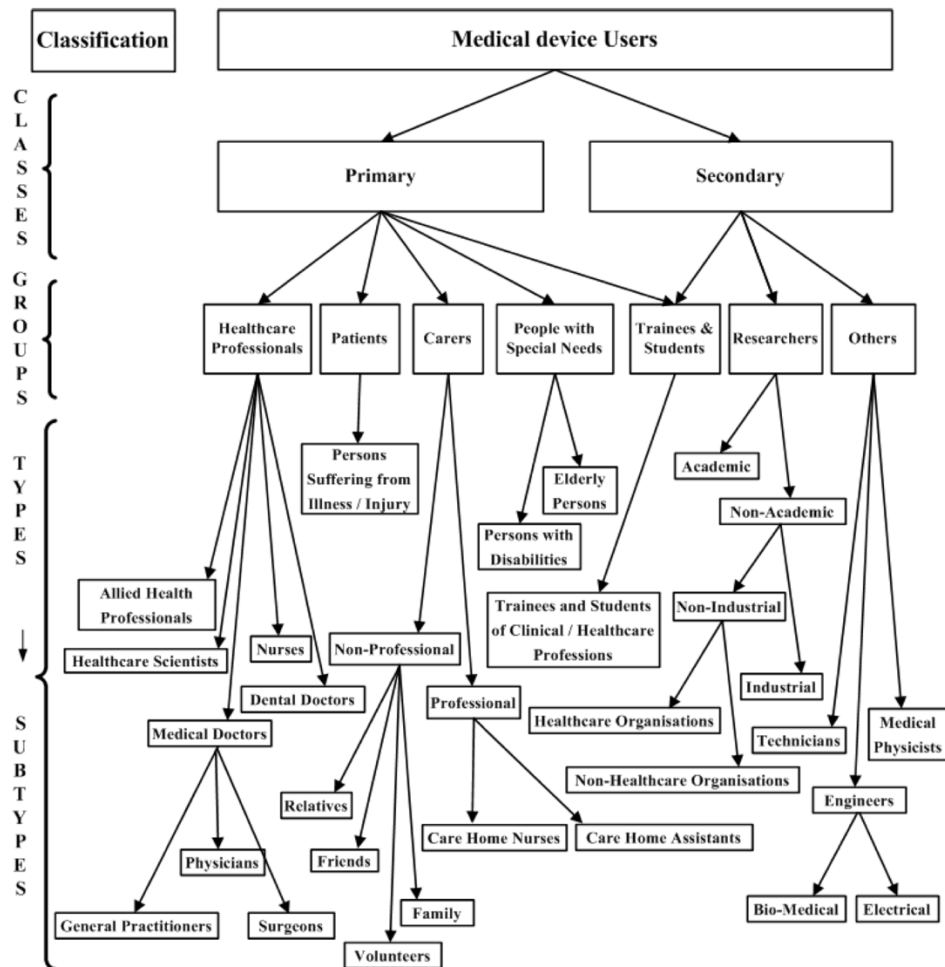 Classification
Medical device Users
CLASSES
Primary
Secondary
GROUPS
Healthcare
Professionals
Patients
Carers
People with
Special Needs
Trainees &
Students
Researchers
Others
TYPES
Persons
Suffering from
Illness / Injury
Elderly
Persons
Academic
Non-Academic
Persons with
Disabilities
Allied Health
Professionals
Trainees and Students
of Clinical / Healthcare
Professions
Non-Industrial
Healthcare Scientists
Nurses
Non-Professional
Industrial
Dental Doctors
Professional
SUBTYPES
Medical Doctors
Healthcare Organisations
Technicians
Medical
Physicists
Non-Healthcare Organisations
Relatives
Engineers
Care Home Nurses
Care Home Assistants
Physicians
Friends
General Practitioners
Surgeons
Family
Volunteers
Bio-Medical
Electrical